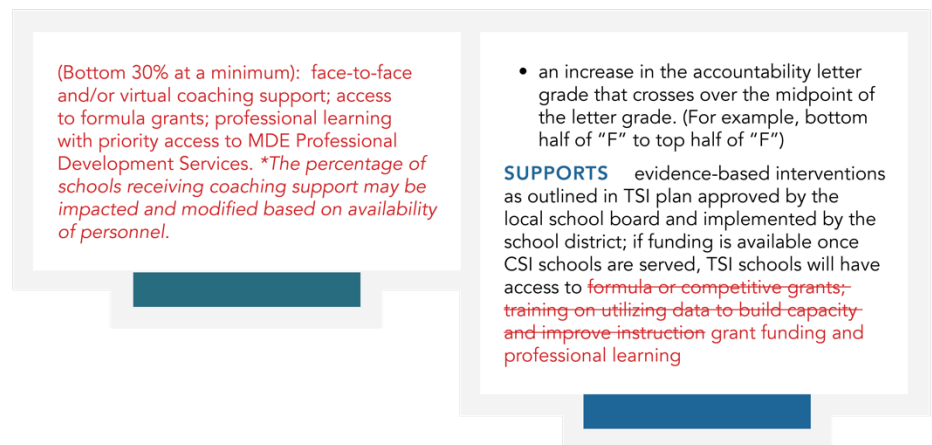 (Bottom 30% at a minimum):  face-to-face
and/or virtual coaching support; access
to formula grants; professional learning
with priority access to MDE Professional
Development Services. *The percentage of
schools receiving coaching support may be
impacted and modified based on availability
of personnel.
• an increase in the accountability letter
grade that crosses over the midpoint of
the letter grade. (For example, bottom
half of “F” to top half of “F”)
SUPPORTS evidence-based interventions
as outlined in TSI plan approved by the
local school board and implemented by the
school district; if funding is available once
CSI schools are served, TSI schools will have
access to formula or competitive grants;
training on utilizing data to build capacity
and improve instruction grant funding and
professional learning